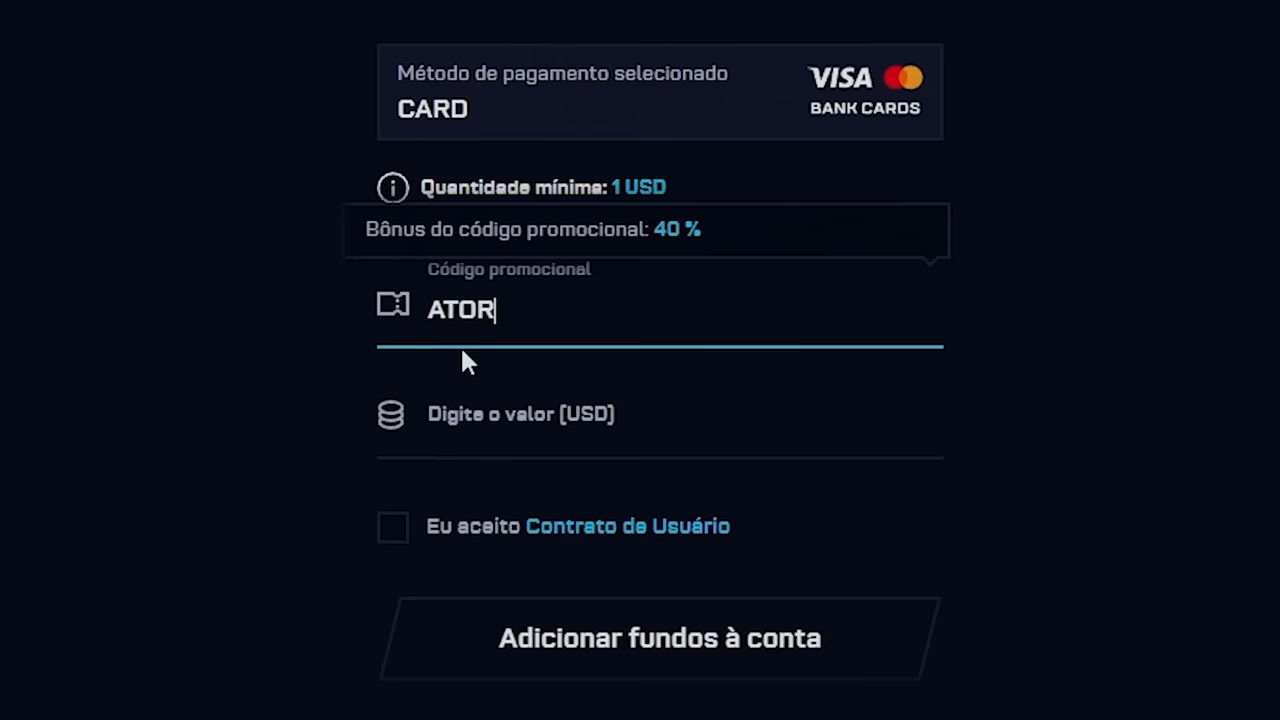 Método de pagamento selecionado
CARD
VISA
BANK CARDS
Quantidade mínima: 1 USD
Bônus do código promocional: 40 %
Código promocional
ATOR
Digite o valor (USD)
Eu aceito Contrato de Usuário
Adicionar fundos à conta